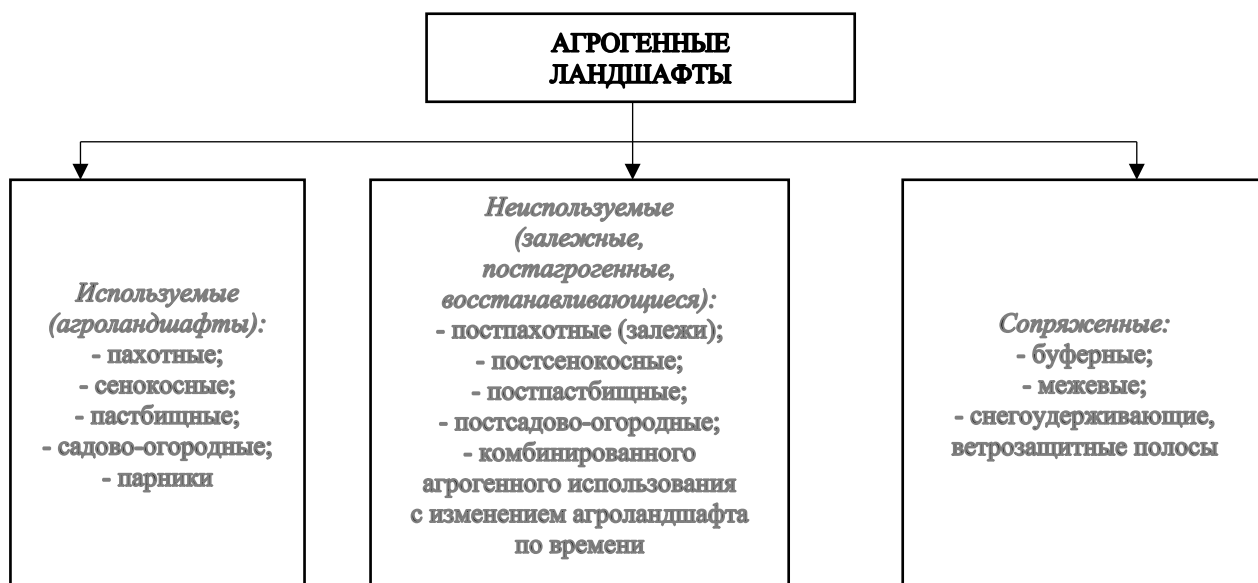 АГРОГЕННЫЕ
ЛАНДШАФТЫ
Используемые
(агроландшафты):
- пахотные;
- сенокосные;
- пастбищные;
- садово-огородные;
- парники
Неиспользуемые
(залежные,
постагрогенные,
восстанавливающиеся):
- постпахотные (залежи);
- постсенокосные;
- постпастбищные;
- постсадово-огородные;
- комбинированного
агрогенного использования
с изменением агроландшафта
по времени
Сопряженные:
- буферные;
- межевые;
- снегоудерживающие,
ветрозащитные полосы